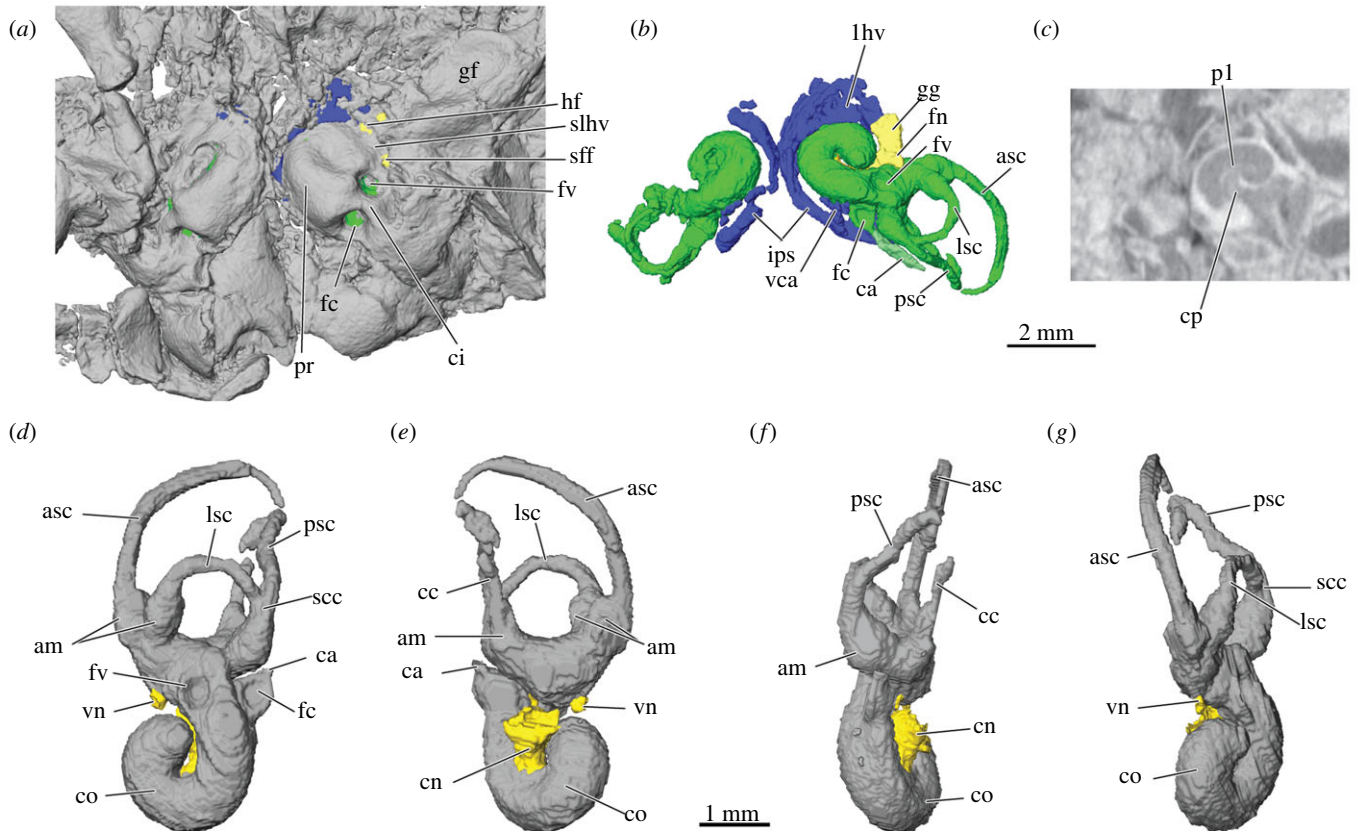 (a)
gf
hf
slhv
sff
fv
fc
pr
ci
(b)
1hv
gg
fn
fv
asc
lsc
ips
vca
fc
ca
psc
2 mm
(c)
p1
cp
(d)
asc
lsc
psc
scc
am
ca
fv
vn
fc
co
(e)
asc
lsc
cc
am
am
ca
vn
cn
co
1 mm
(f)
asc
psc
cc
am
cn
co
(g)
psc
asc
scc
lsc
vn
co